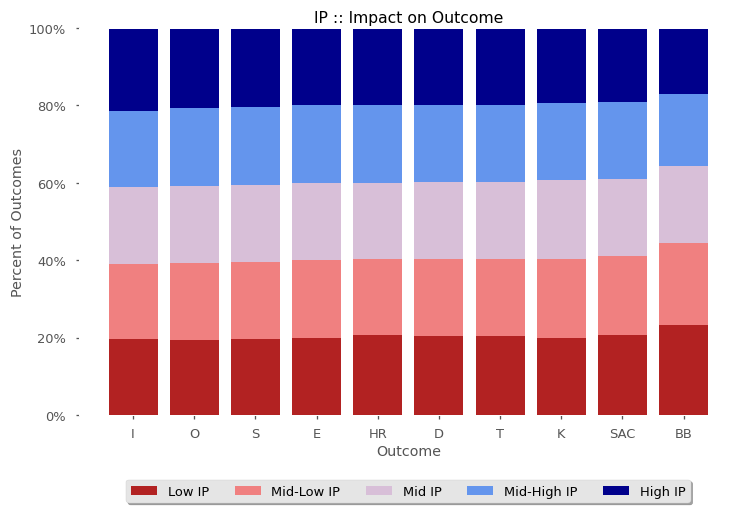 IP :: Impact on Outcome
100%
80%
60%
40%
20%
0%
Percent of Outcomes
I O S E HR D T K SAC BB
Outcome
Low IP Mid-Low IP Mid IP Mid-High IP High IP